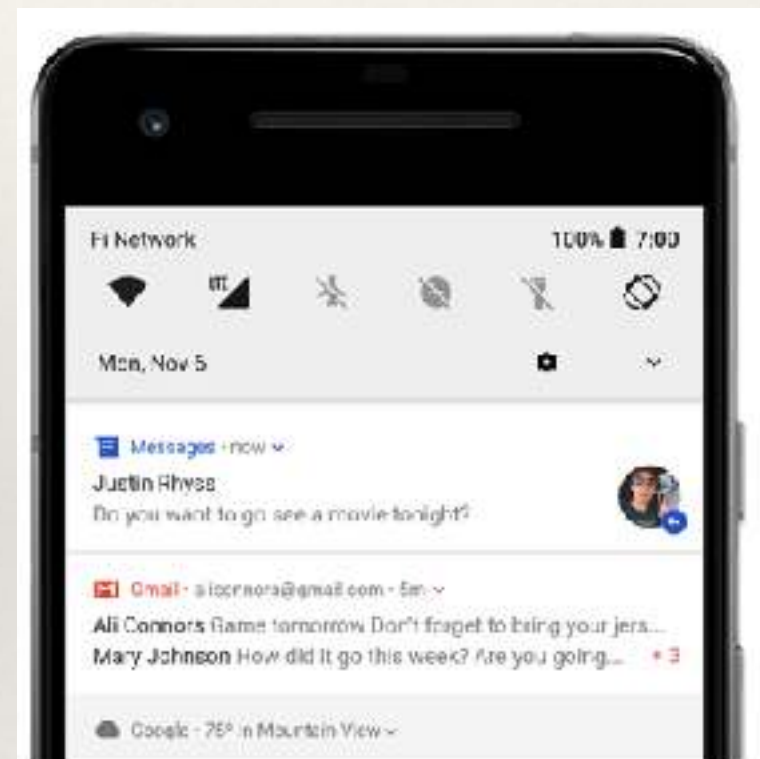 Fi Network 100% 7:00
LTE
Mon, Nov 5
Messages · now
Justin Rhyss
Do you want to go see a movie tonight?
Gmail · aliconnors@gmail.com · 5m
Ali Connors Game tomorrow Don't forget to bring your jers...
Mary Johnson How did it go this week? Are you going... +3
Google · 76° in Mountain View